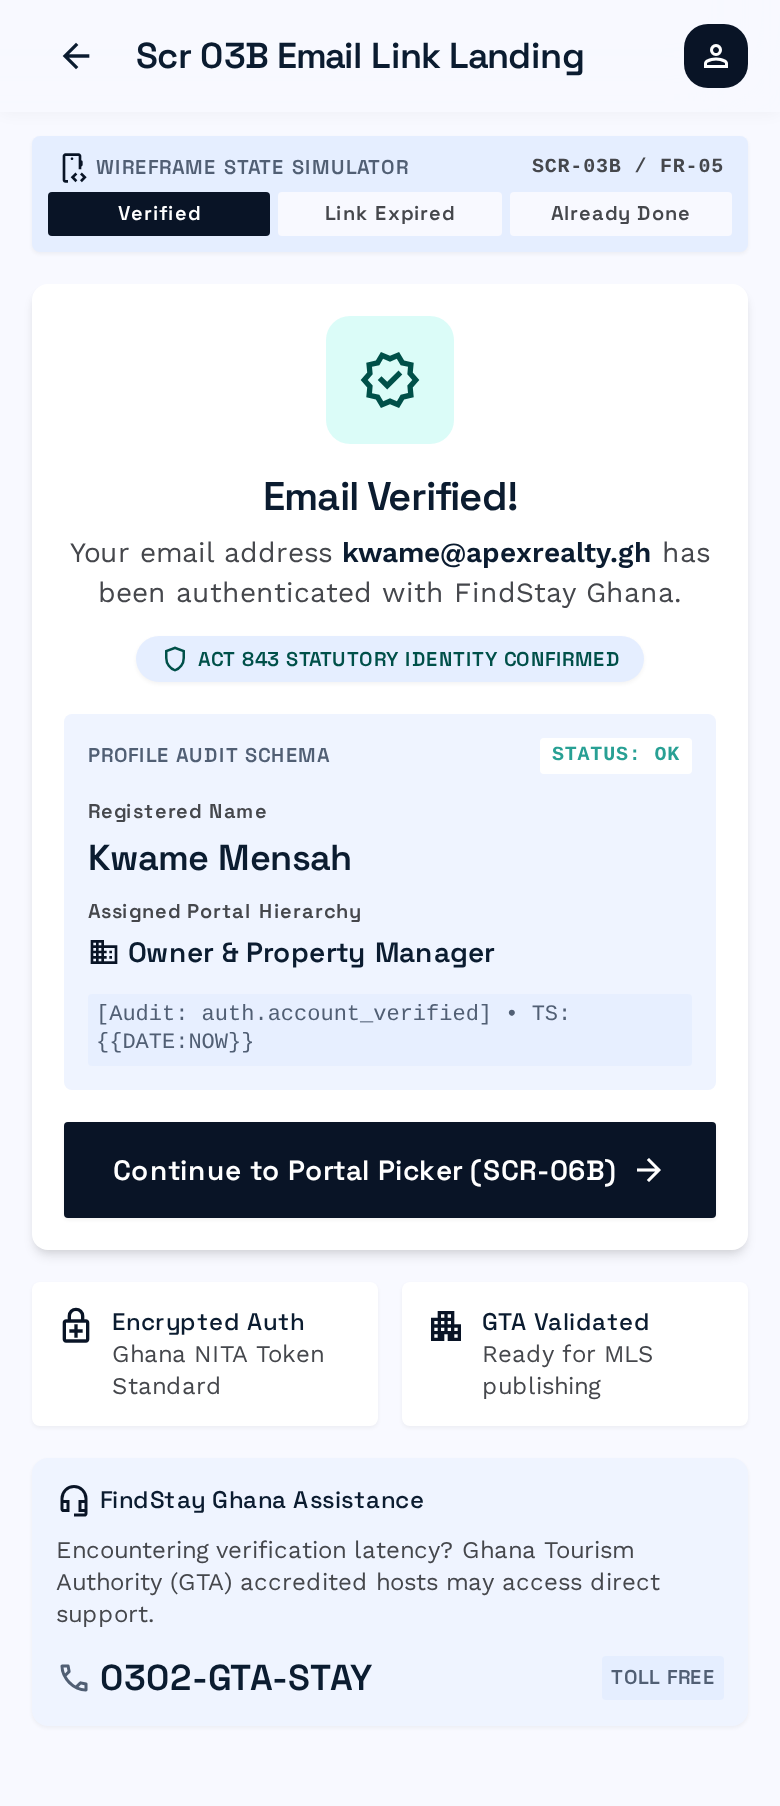 Scr 03B Email Link Landing
WIREFRAME STATE SIMULATOR
SCR-03B / FR-05
Verified
Link Expired
Already Done
Email Verified!
Your email address kwame@apexrealty.gh has
been authenticated with FindStay Ghana.
ACT 843 STATUTORY IDENTITY CONFIRMED
PROFILE AUDIT SCHEMA
STATUS: OK
Registered Name
Kwame Mensah
Assigned Portal Hierarchy
Owner & Property Manager
[Audit: auth.account_verified] • TS:
{{DATE:NOW}}
Continue to Portal Picker (SCR-06B)
Encrypted Auth
Ghana NITA Token
Standard
GTA Validated
Ready for MLS
publishing
FindStay Ghana Assistance
Encountering verification latency? Ghana Tourism
Authority (GTA) accredited hosts may access direct
support.
0302-GTA-STAY
TOLL FREE